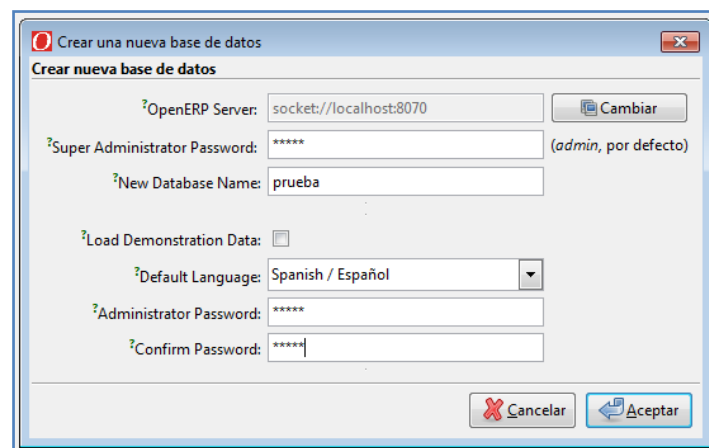 Crear una nueva base de datos
Crear nueva base de datos
?OpenERP Server: socket://localhost:8070 Cambiar
?Super Administrator Password: ***** (admin, por defecto)
?New Database Name: prueba
?Load Demonstration Data:
?Default Language: Spanish / Español
?Administrator Password: *****
?Confirm Password: *****
Cancelar Aceptar